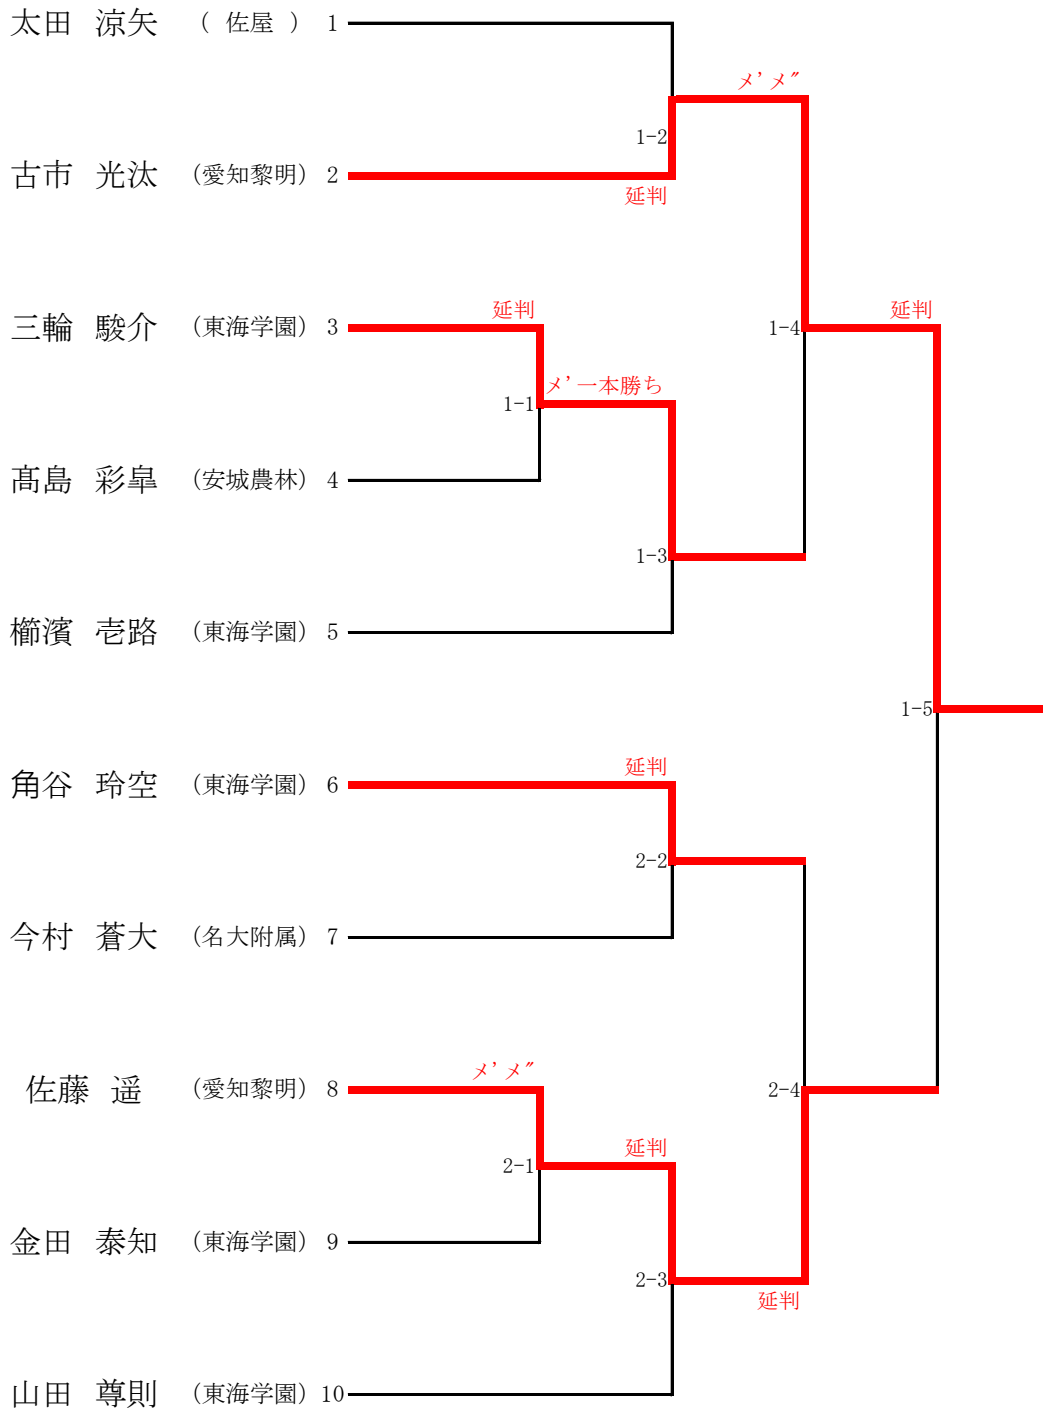 太田 涼矢 ( 佐屋 ) 1
メ’メ″
1-2
古市 光汰 (愛知黎明) 2
延判
三輪 駿介 (東海学園) 3
延判
1-4
延判
メ’一本勝ち
1-1
髙島 彩皐 (安城農林) 4
1-3
櫛濱 壱路 (東海学園) 5
1-5
角谷 玲空 (東海学園) 6
延判
2-2
今村 蒼大 (名大附属) 7
佐藤 遥 (愛知黎明) 8
メ’メ″
2-4
延判
2-1
金田 泰知 (東海学園) 9
2-3
延判
山田 尊則 (東海学園) 10